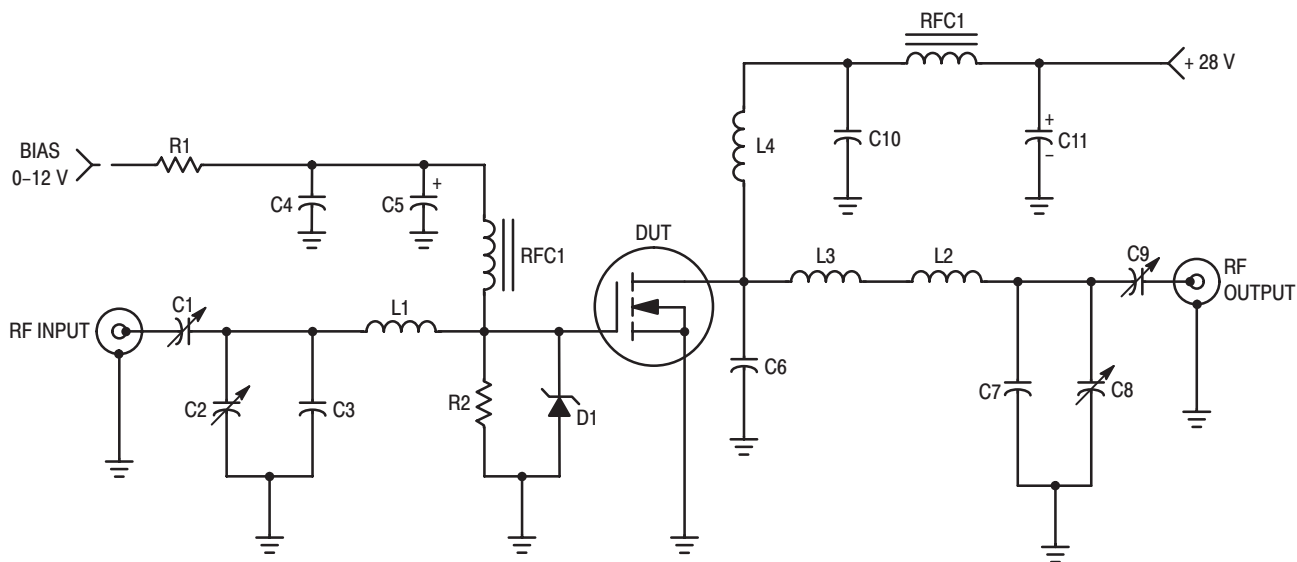 RFC1
+ 28 V
C10
+
C11
–
L4
BIAS
0–12 V
R1
C4
C5
+
RFC1
DUT
L3
L2
C9
RF
OUTPUT
RF INPUT
C1
L1
C6
C2
C3
R2
D1
C7
C8